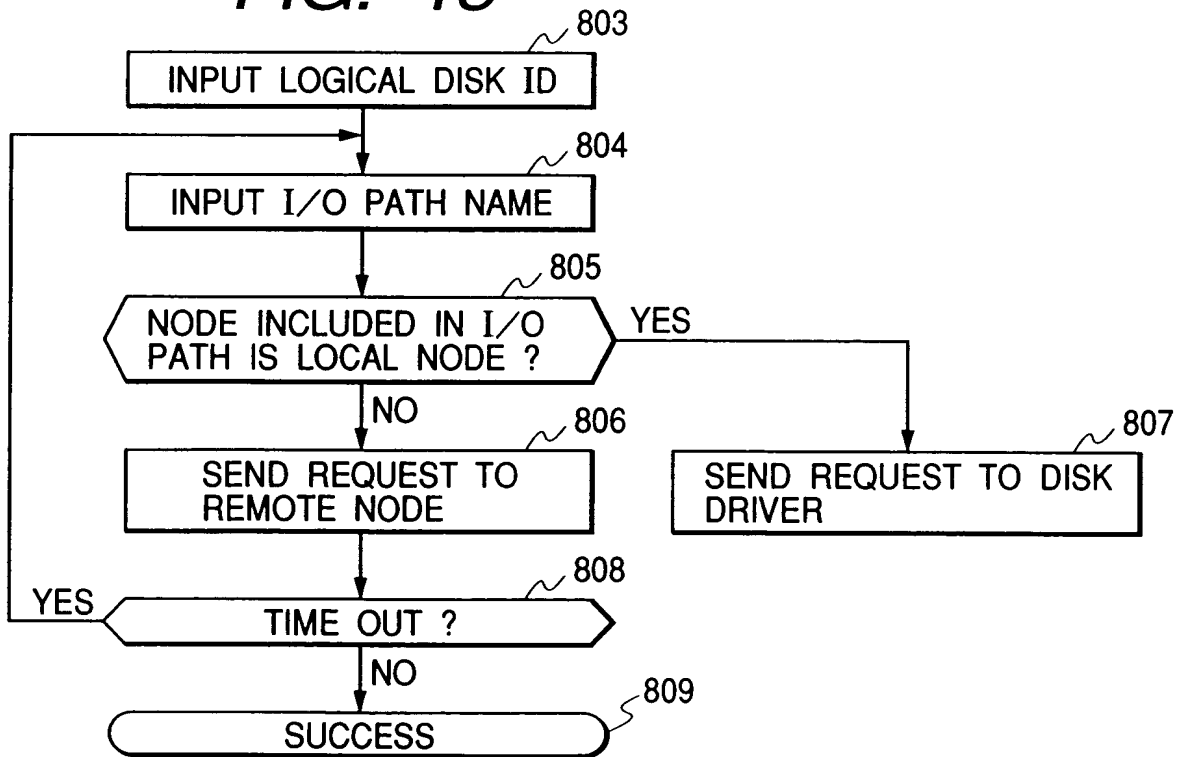 803
INPUT LOGICAL DISK ID
804
INPUT I/O PATH NAME
805
NODE INCLUDED IN I/O
PATH IS LOCAL NODE ?
YES
NO
806
SEND REQUEST TO
REMOTE NODE
807
SEND REQUEST TO DISK
DRIVER
808
YES
TIME OUT ?
NO
809
SUCCESS